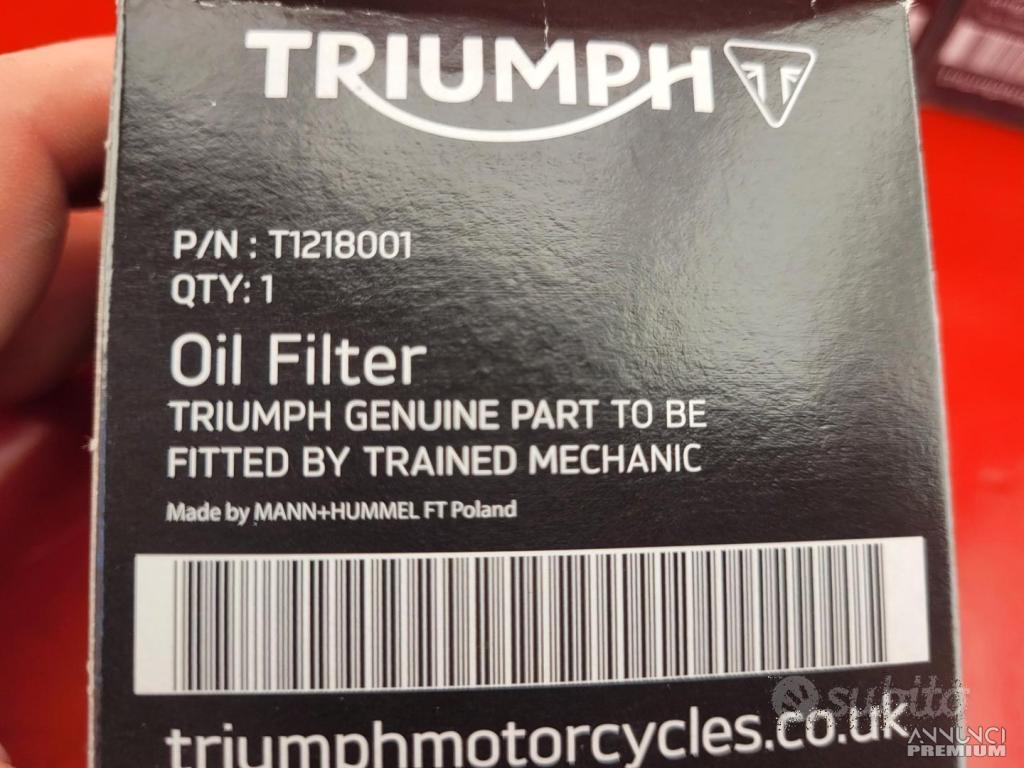 TRIUMPH
P/N : T1218001
QTY: 1
Oil Filter
TRIUMPH GENUINE PART TO BE
FITTED BY TRAINED MECHANIC
Made by MANN+HUMMEL FT Poland
triumphmotorcycles.co.uk
subito
ANNUNCI
PREMIUM